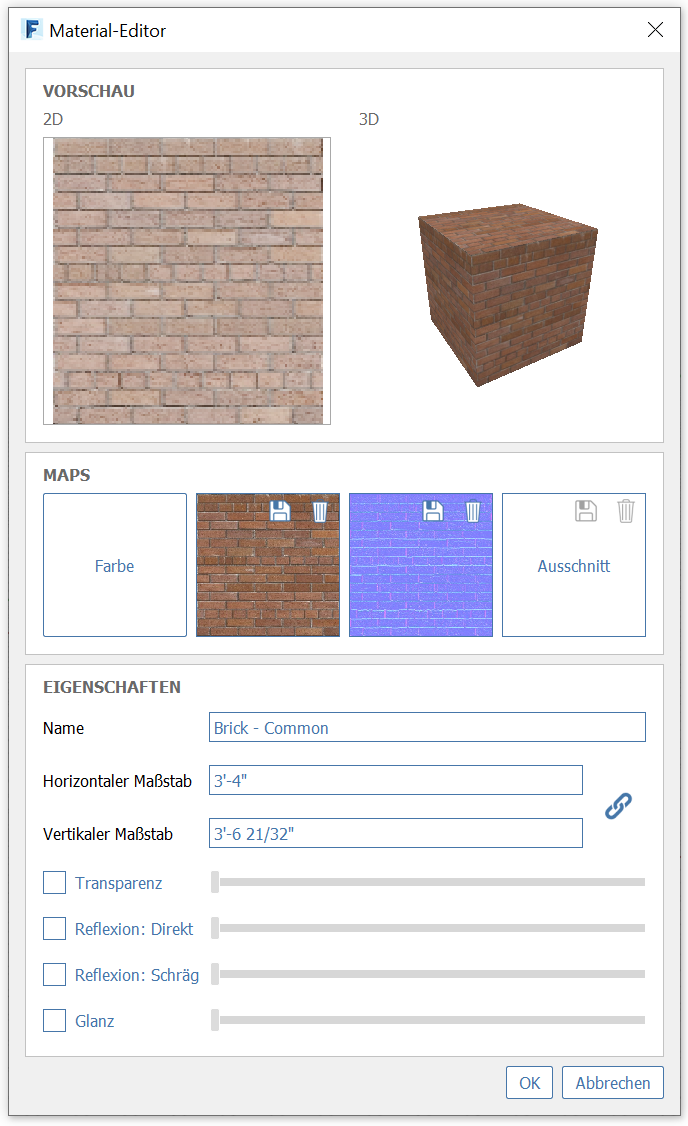 Material-Editor
VORSCHAU
2D 3D
MAPS
Farbe
Ausschnitt
EIGENSCHAFTEN
Name Brick - Common
Horizontaler Maßstab 3'-4"
Vertikaler Maßstab 3'-6 21/32"
Transparenz
Reflexion: Direkt
Reflexion: Schräg
Glanz
OK Abbrechen